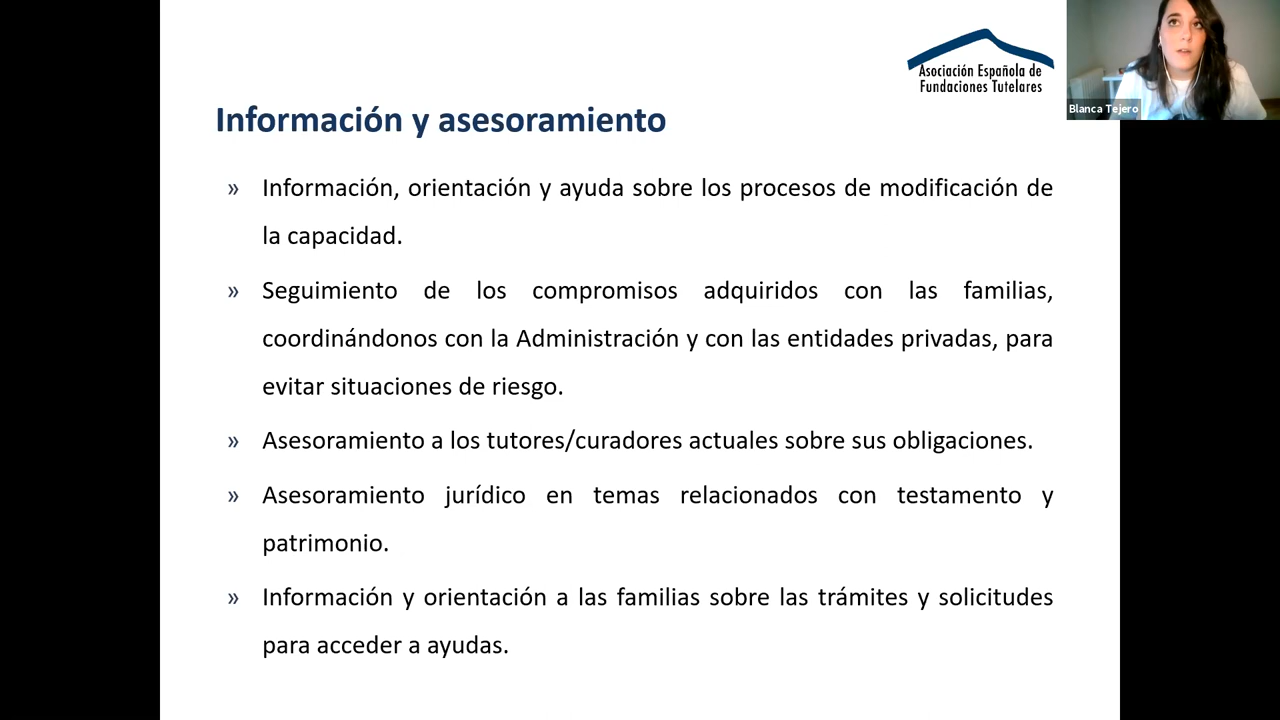 Asociación Española de
Fundaciones Tutelares
Blanca Tejero
Información y asesoramiento
» Información, orientación y ayuda sobre los procesos de modificación de
la capacidad.
» Seguimiento de los compromisos adquiridos con las familias,
coordinándonos con la Administración y con las entidades privadas, para
evitar situaciones de riesgo.
» Asesoramiento a los tutores/curadores actuales sobre sus obligaciones.
» Asesoramiento jurídico en temas relacionados con testamento y
patrimonio.
» Información y orientación a las familias sobre las trámites y solicitudes
para acceder a ayudas.